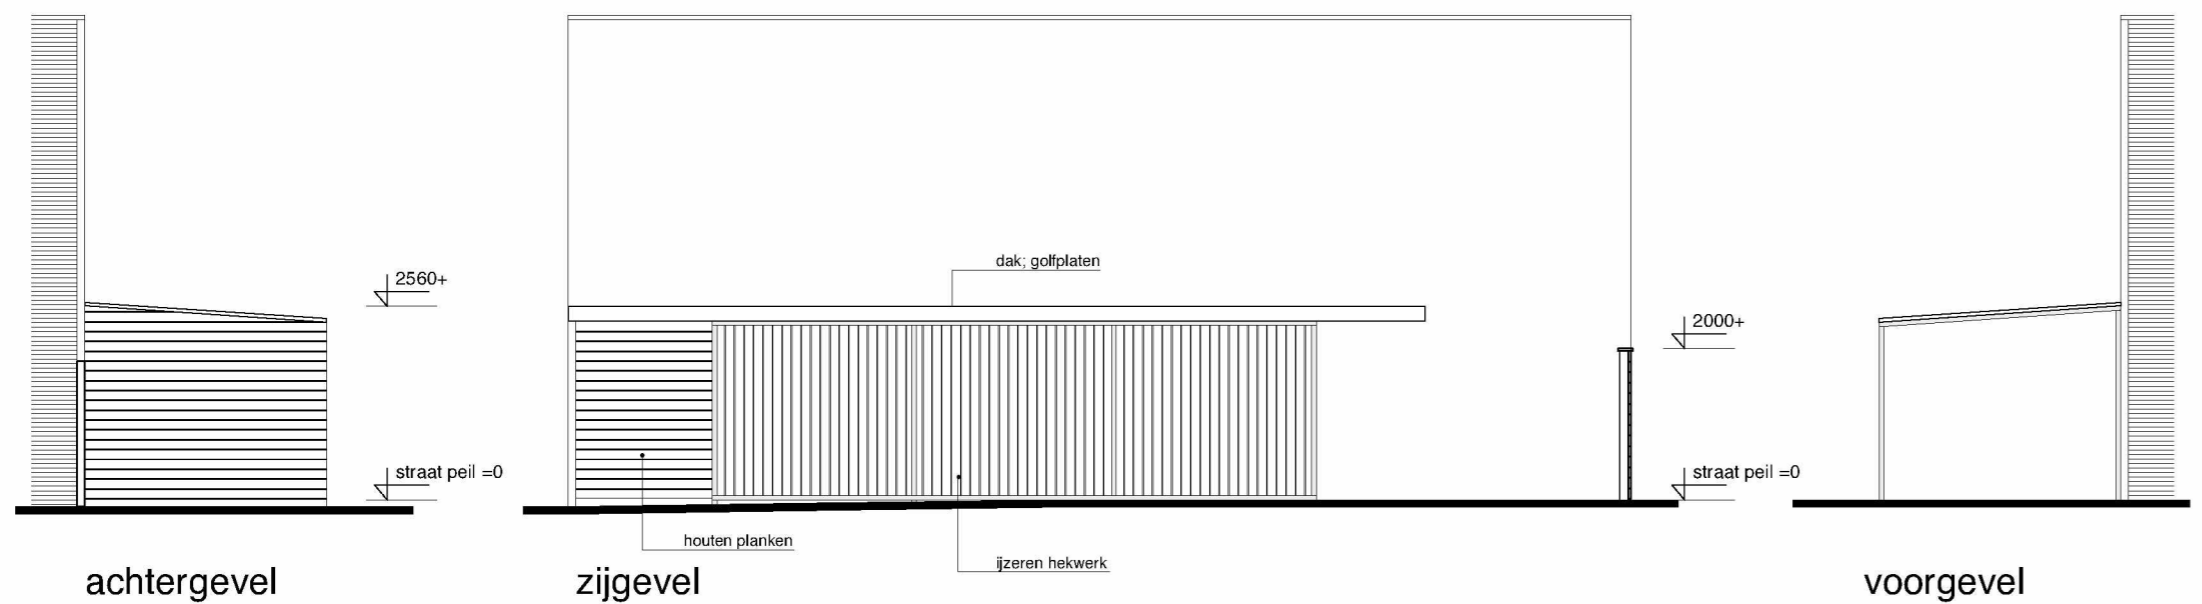 dak; golfplaten
2560+
2000+
straat peil =0
straat peil =0
houten planken
ijzeren hekwerk
achtergevel
zijgevel
voorgevel